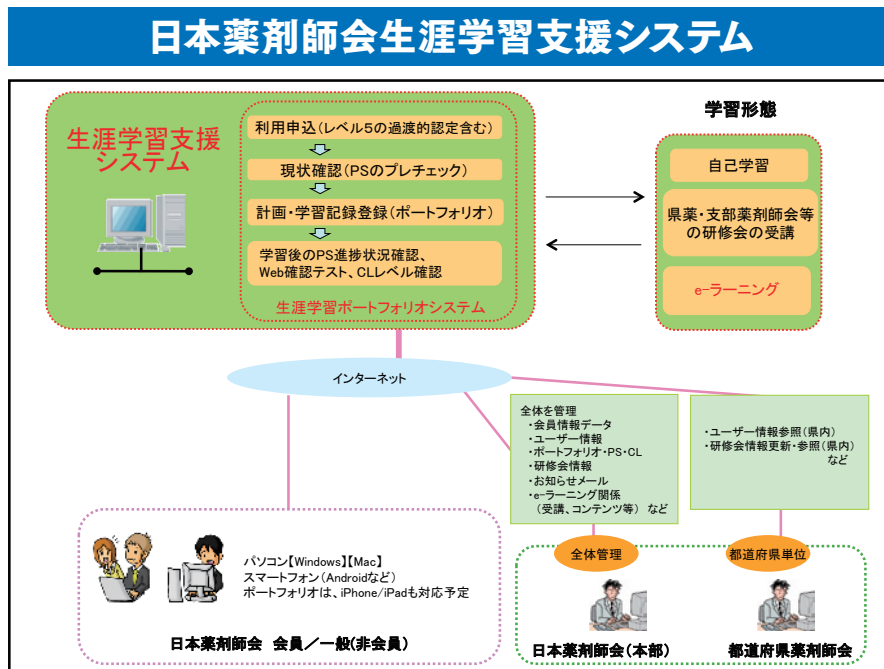 日本薬剤師会生涯学習支援システム
生涯学習支援
システム
利用申込(レベル5の過渡的認定含む)
現状確認(PSのプレチェック)
計画・学習記録登録(ポートフォリオ)
学習後のPS進捗状況確認、
Web確認テスト、CLレベル確認
生涯学習ポートフォリオシステム
学習形態
自己学習
県薬・支部薬剤師会等
の研修会の受講
e-ラーニング
インターネット
全体を管理
・会員情報データ
・ユーザー情報
・ポートフォリオ・PS・CL
・研修会情報
・お知らせメール
・e-ラーニング関係
(受講、コンテンツ等) など
・ユーザー情報参照(県内)
・研修会情報更新・参照(県内)
など
パソコン【Windows】【Mac】
スマートフォン(Androidなど)
ポートフォリオは、iPhone/iPadも対応予定
日本薬剤師会 会員/一般(非会員)
全体管理
都道府県単位
日本薬剤師会(本部)
都道府県薬剤師会